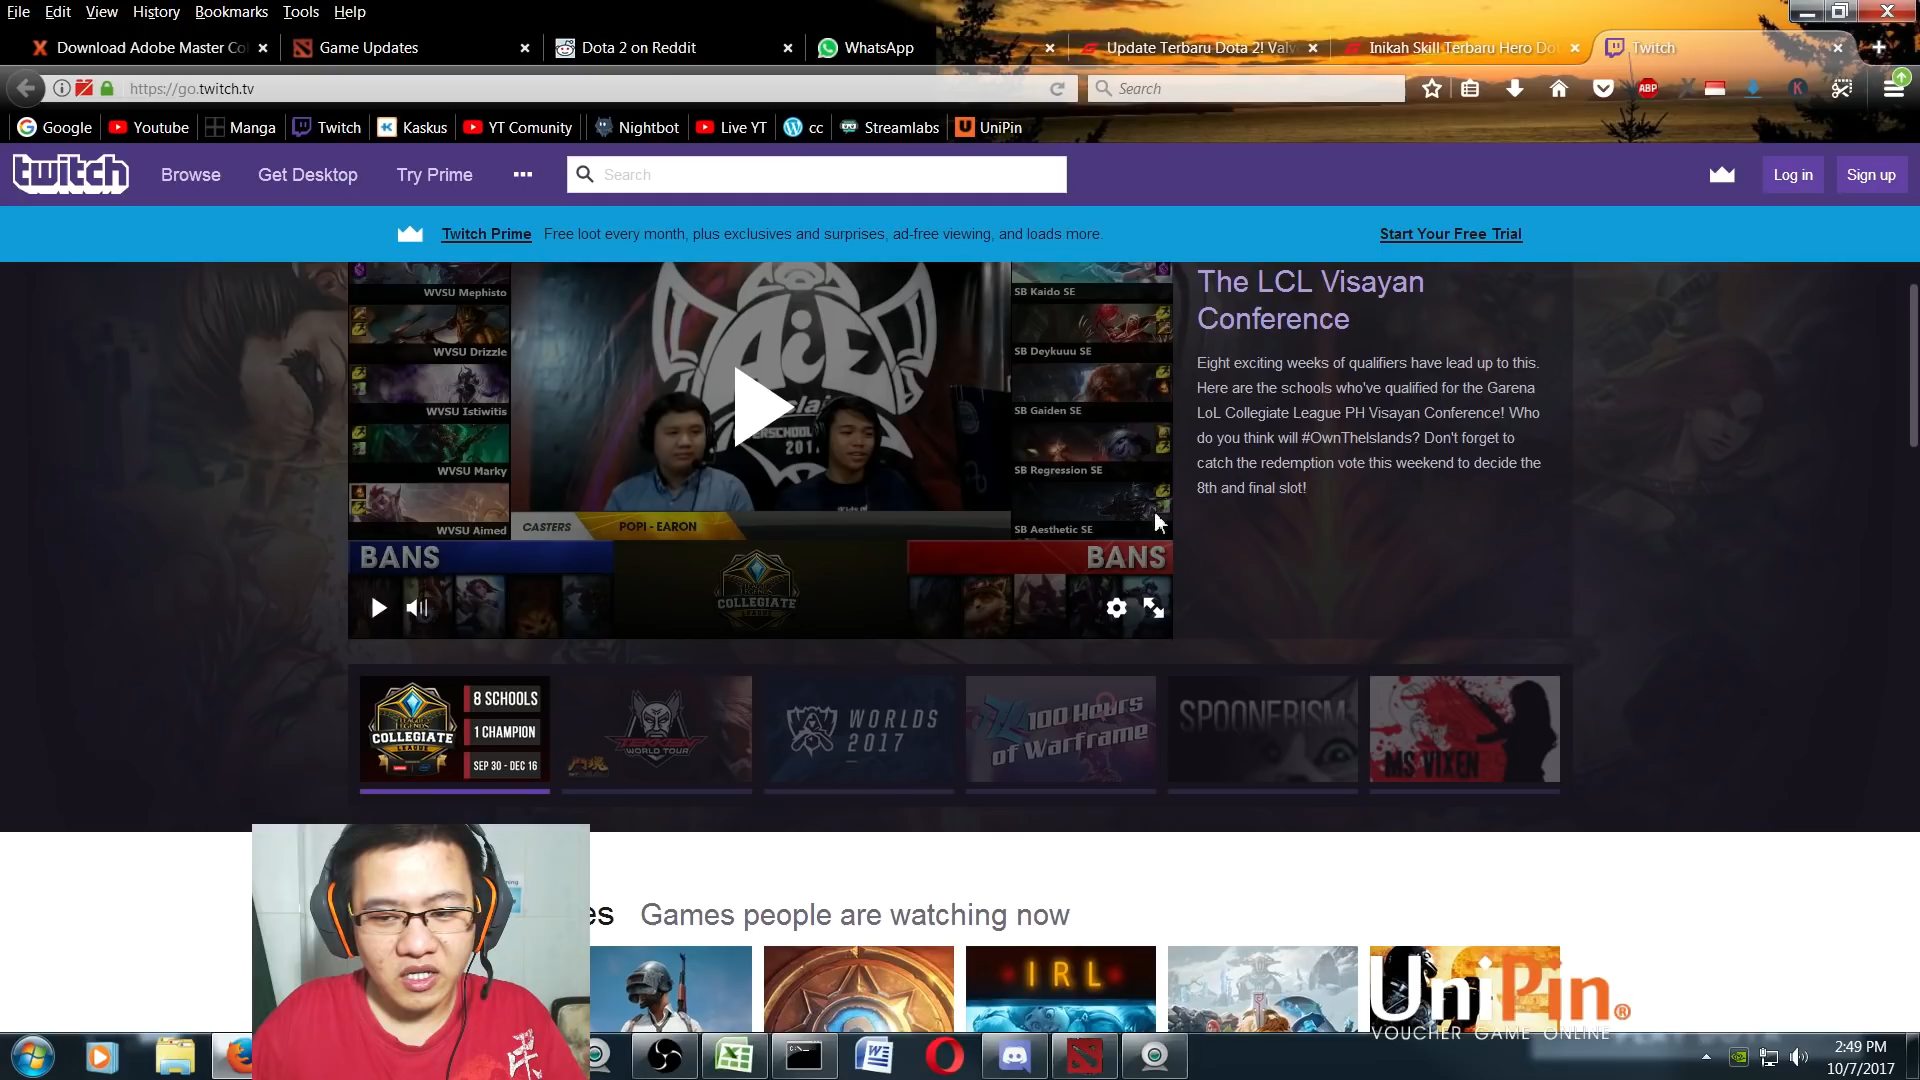 File Edit View History Bookmarks Tools Help
Download Adobe Master Co
Game Updates
Dota 2 on Reddit
WhatsApp
Update Terbaru Dota 2! Valv
Inikah Skill Terbaru Hero Dot
Twitch
https://go.twitch.tv
Search
ABP
Google Youtube Manga Twitch Kaskus YT Comunity Nightbot Live YT cc Streamlabs UniPin
twitch Browse Get Desktop Try Prime Search Log in Sign up
Twitch Prime Free loot every month, plus exclusives and surprises, ad-free viewing, and loads more. Start Your Free Trial
WVSU Mephisto
WVSU Drizzle
WVSU Istiwitis
WVSU Marky
WVSU Aimed
CASTERS POPI - EARON
SB Kaido SE
SB Deykuuu SE
SB Gaiden SE
SB Regression SE
SB Aesthetic SE
BANS
BANS
COLLEGIATE
The LCL Visayan
Conference
Eight exciting weeks of qualifiers have lead up to this.
Here are the schools who've qualified for the Garena
LoL Collegiate League PH Visayan Conference! Who
do you think will #OwnTheIslands? Don't forget to
catch the redemption vote this weekend to decide the
8th and final slot!
COLLEGIATE
LEAGUE
8 SCHOOLS
1 CHAMPION
SEP 30 - DEC 16
TEKKEN
WORLD TOUR
WORLDS
2017
100 Hours
of Warframe
SPOONERISM
MS VIXEN
es Games people are watching now
IRL
UniPin®
VOUCHER GAME ONLINE
2:49 PM
10/7/2017